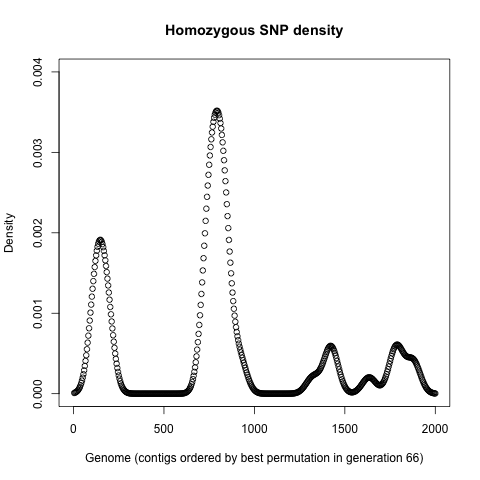 Homozygous SNP density
0.004
0.003
0.002
0.001
0.000
Density
0 500 1000 1500 2000
Genome (contigs ordered by best permutation in generation 66)